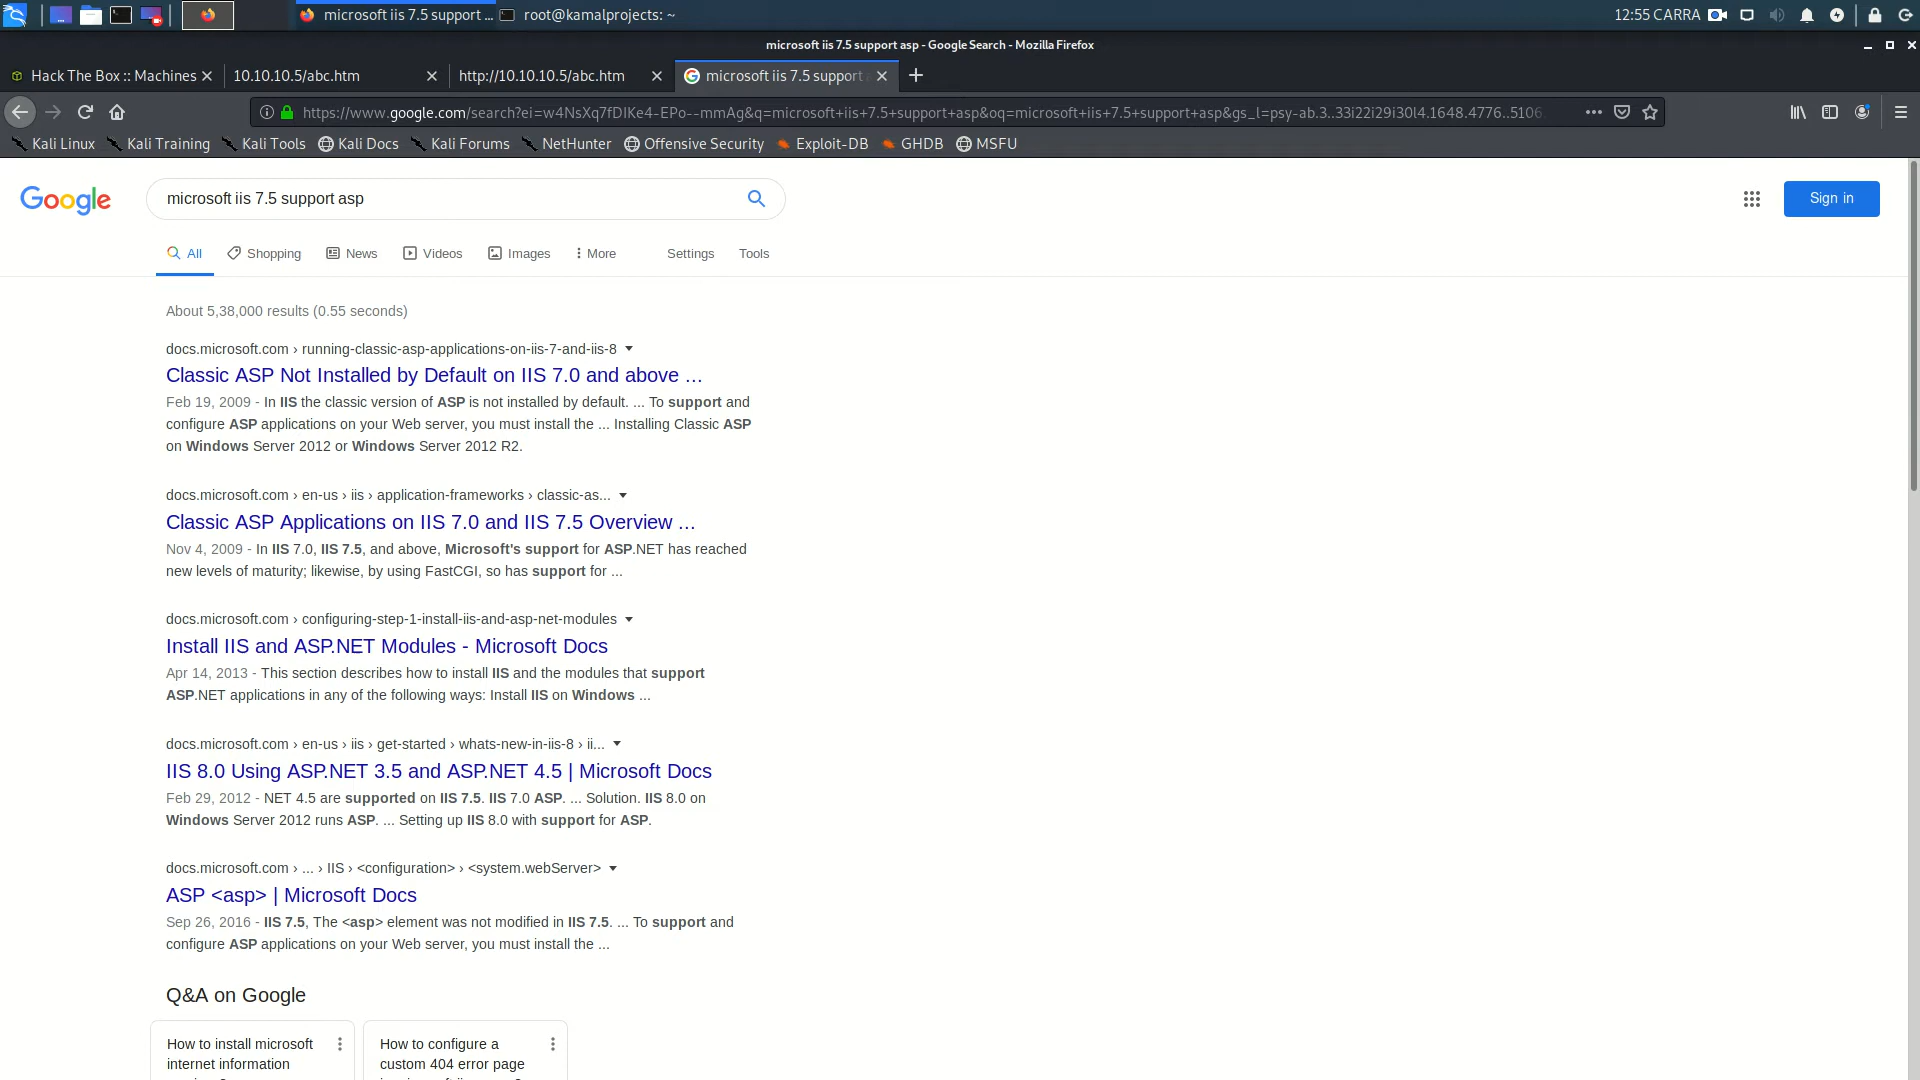 microsoft iis 7.5 support ...
root@kamalprojects: ~
12:55 CARRA
microsoft iis 7.5 support asp - Google Search - Mozilla Firefox
Hack The Box :: Machines
10.10.10.5/abc.htm
http://10.10.10.5/abc.htm
microsoft iis 7.5 support
https://www.google.com/search?ei=w4NsXq7fDIKe4-EPo--mmAg&q=microsoft+iis+7.5+support+asp&oq=microsoft+iis+7.5+support+asp&gs_l=psy-ab.3..33i22i29i30l4.1648.4776..5106.
Kali Linux
Kali Training
Kali Tools
Kali Docs
Kali Forums
NetHunter
Offensive Security
Exploit-DB
GHDB
MSFU
Google
microsoft iis 7.5 support asp
Sign in
All
Shopping
News
Videos
Images
More
Settings
Tools
About 5,38,000 results (0.55 seconds)
docs.microsoft.com › running-classic-asp-applications-on-iis-7-and-iis-8
Classic ASP Not Installed by Default on IIS 7.0 and above ...
Feb 19, 2009 - In IIS the classic version of ASP is not installed by default. ... To support and
configure ASP applications on your Web server, you must install the ... Installing Classic ASP
on Windows Server 2012 or Windows Server 2012 R2.
docs.microsoft.com › en-us › iis › application-frameworks › classic-as...
Classic ASP Applications on IIS 7.0 and IIS 7.5 Overview ...
Nov 4, 2009 - In IIS 7.0, IIS 7.5, and above, Microsoft's support for ASP.NET has reached
new levels of maturity; likewise, by using FastCGI, so has support for ...
docs.microsoft.com › configuring-step-1-install-iis-and-asp-net-modules
Install IIS and ASP.NET Modules - Microsoft Docs
Apr 14, 2013 - This section describes how to install IIS and the modules that support
ASP.NET applications in any of the following ways: Install IIS on Windows ...
docs.microsoft.com › en-us › iis › get-started › whats-new-in-iis-8 › ii...
IIS 8.0 Using ASP.NET 3.5 and ASP.NET 4.5 | Microsoft Docs
Feb 29, 2012 - NET 4.5 are supported on IIS 7.5. IIS 7.0 ASP. ... Solution. IIS 8.0 on
Windows Server 2012 runs ASP. ... Setting up IIS 8.0 with support for ASP.
docs.microsoft.com › ... › IIS › <configuration> › <system.webServer>
ASP <asp> | Microsoft Docs
Sep 26, 2016 - IIS 7.5, The <asp> element was not modified in IIS 7.5. ... To support and
configure ASP applications on your Web server, you must install the ...
Q&A on Google
How to install microsoft
internet information
How to configure a
custom 404 error page